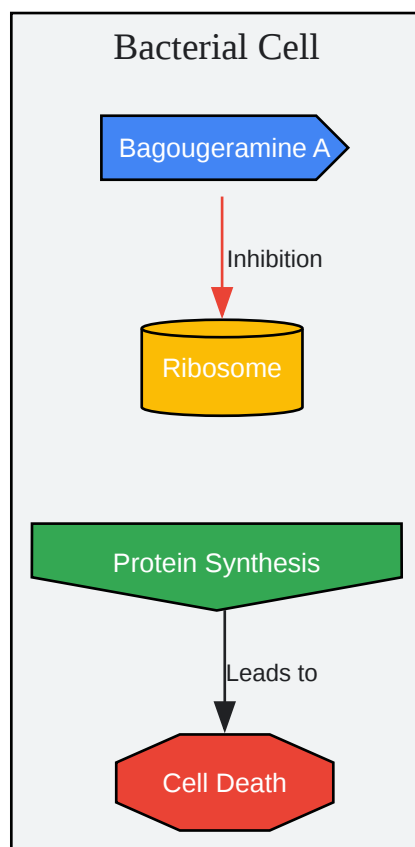 Bacterial Cell
Bagougeramine A
Inhibition
Ribosome
Protein Synthesis
Leads to
Cell Death